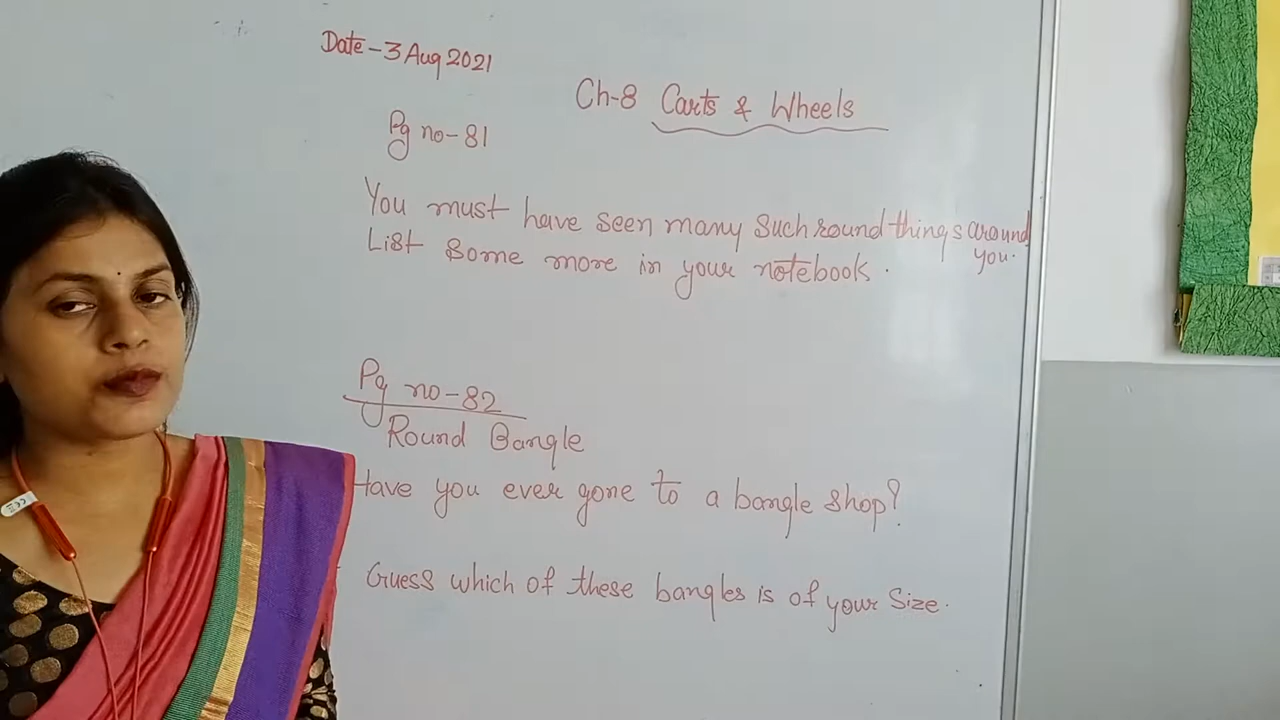 Date-3 Aug 2021
Ch-8 Carts & Wheels
Pg no-81
You must have seen many Such round things around you.
List Some more in your notebook.
Pg no-82
Round Bangle
Have you ever gone to a bangle shop?
Guess which of these bangles is of your Size.